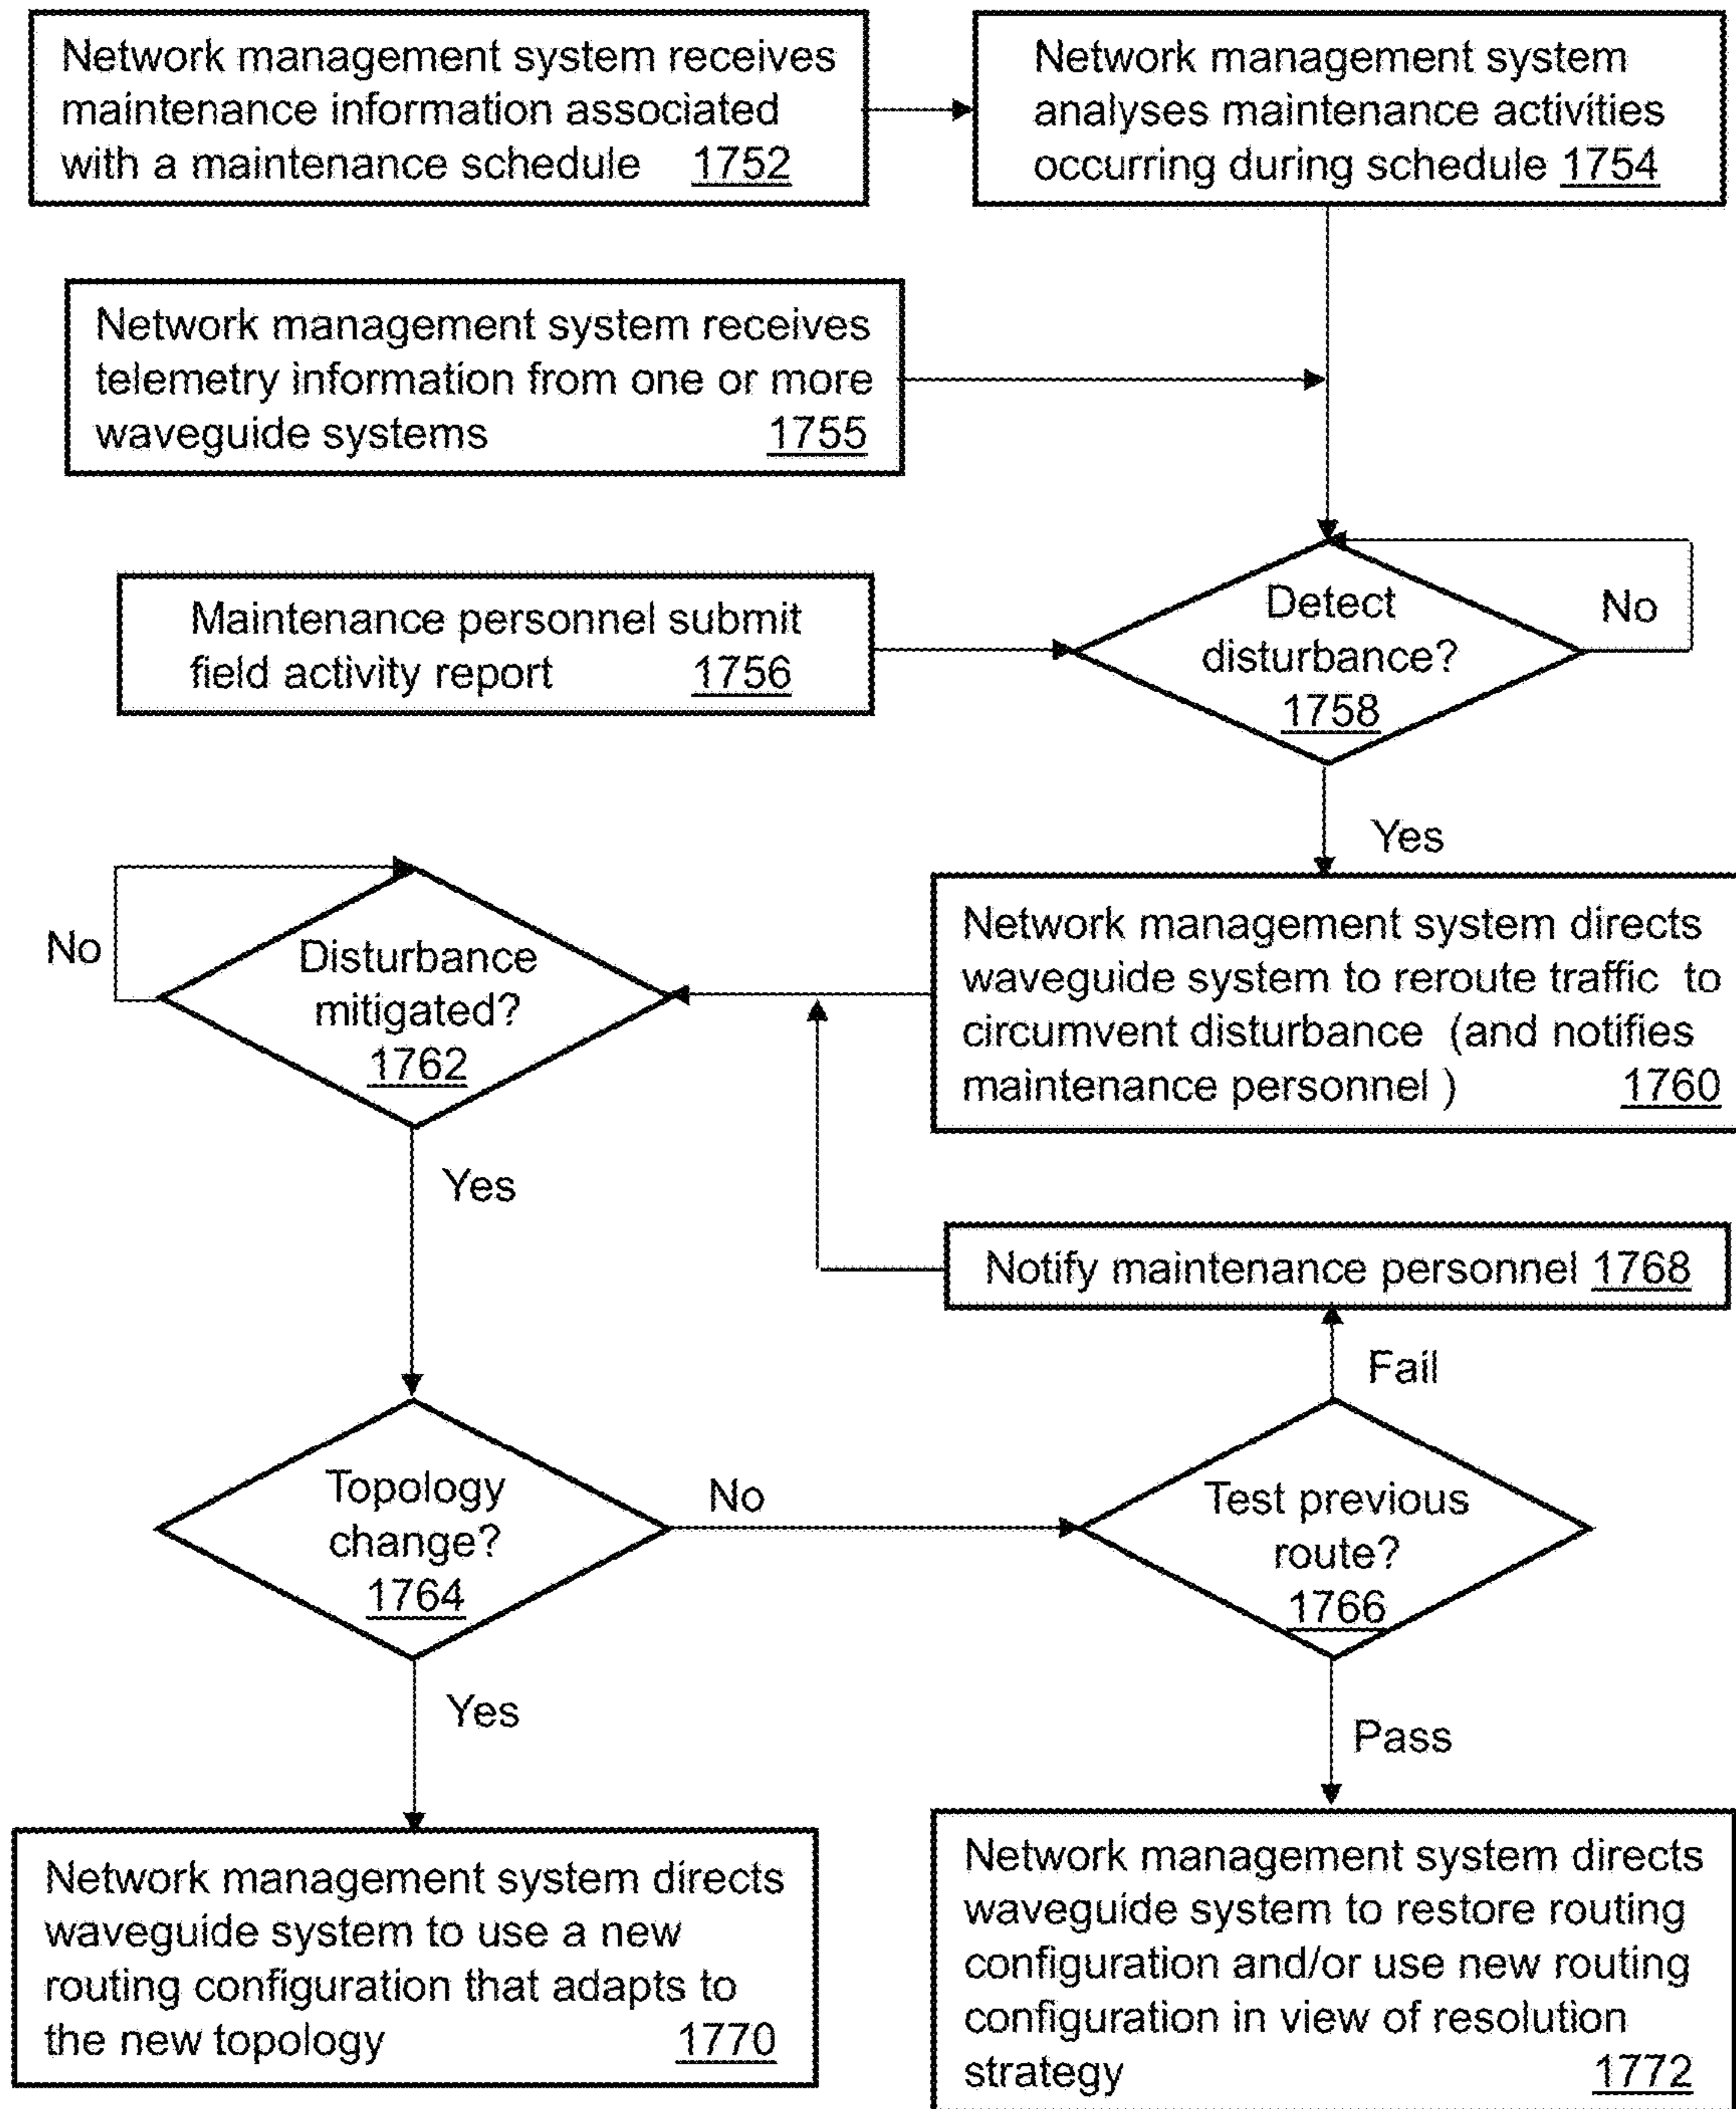 Network management system receives
maintenance information associated
with a maintenance schedule 1752
Network management system
analyses maintenance activities
occurring during schedule 1754
Network management system receives
telemetry information from one or more
waveguide systems 1755
Maintenance personnel submit
field activity report 1756
Detect
disturbance?
1758
No
Yes
Network management system directs
waveguide system to reroute traffic to
circumvent disturbance (and notifies
maintenance personnel ) 1760
Disturbance
mitigated?
1762
No
Yes
Notify maintenance personnel 1768
Fail
Topology
change?
1764
No
Test previous
route?
1766
Yes
Pass
Network management system directs
waveguide system to use a new
routing configuration that adapts to
the new topology 1770
Network management system directs
waveguide system to restore routing
configuration and/or use new routing
configuration in view of resolution
strategy 1772